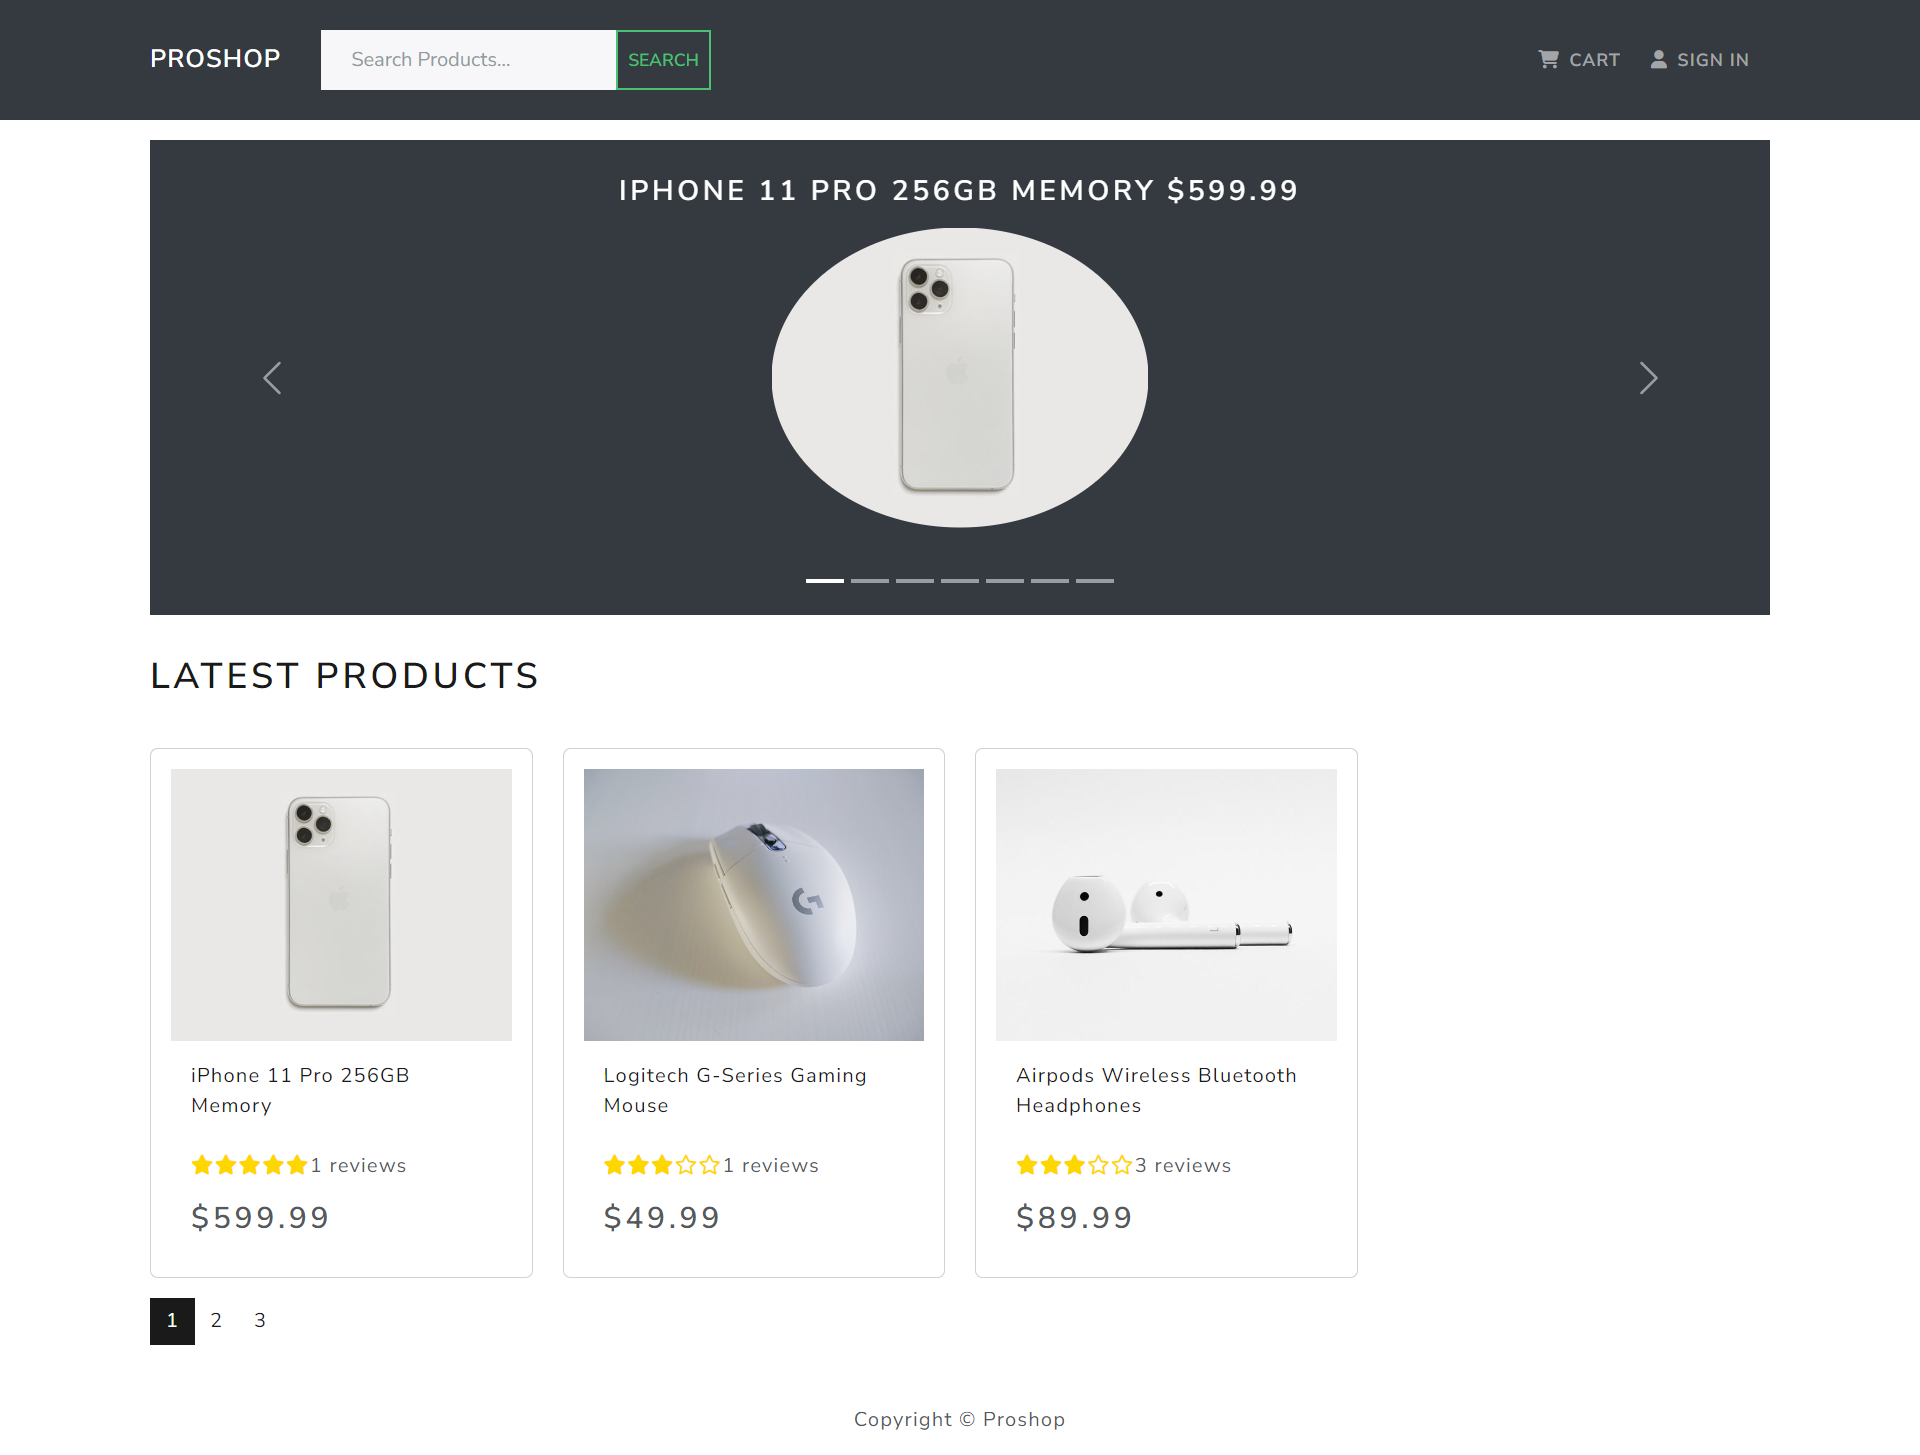 PROSHOP
Search Products...
SEARCH
CART
SIGN IN
IPHONE 11 PRO 256GB MEMORY $599.99
LATEST PRODUCTS
iPhone 11 Pro 256GB
Memory
1 reviews
$599.99
Logitech G-Series Gaming
Mouse
1 reviews
$49.99
Airpods Wireless Bluetooth
Headphones
3 reviews
$89.99
1 2 3
Copyright © Proshop